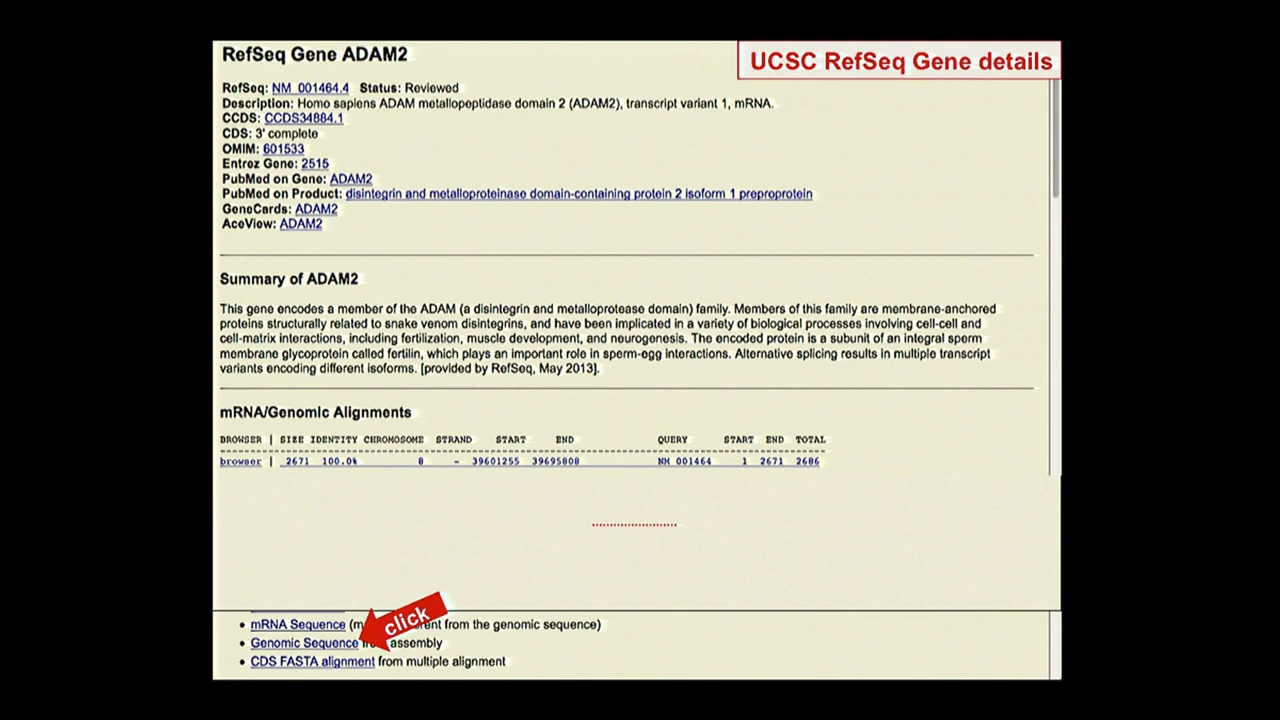 RefSeq Gene ADAM2
UCSC RefSeq Gene details
RefSeq: NM_001464.4 Status: Reviewed
Description: Homo sapiens ADAM metallopeptidase domain 2 (ADAM2), transcript variant 1, mRNA.
CCDS: CCDS34884.1
CDS: 3' complete
OMIM: 601533
Entrez Gene: 2515
PubMed on Gene: ADAM2
PubMed on Product: disintegrin and metalloproteinase domain-containing protein 2 isoform 1 preproprotein
GeneCards: ADAM2
AceView: ADAM2
Summary of ADAM2
This gene encodes a member of the ADAM (a disintegrin and metalloprotease domain) family. Members of this family are membrane-anchored
proteins structurally related to snake venom disintegrins, and have been implicated in a variety of biological processes involving cell-cell and
cell-matrix interactions, including fertilization, muscle development, and neurogenesis. The encoded protein is a subunit of an integral sperm
membrane glycoprotein called fertilin, which plays an important role in sperm-egg interactions. Alternative splicing results in multiple transcript
variants encoding different isoforms. [provided by RefSeq, May 2013].
mRNA/Genomic Alignments
BROWSER | SIZE IDENTITY CHROMOSOME STRAND START END QUERY START END TOTAL
browser | 2671 100.0% 8 - 39601255 39695808 NM_001464 1 2671 2686
click
• mRNA Sequence from the genomic sequence)
• Genomic Sequence assembly
• CDS FASTA alignment from multiple alignment